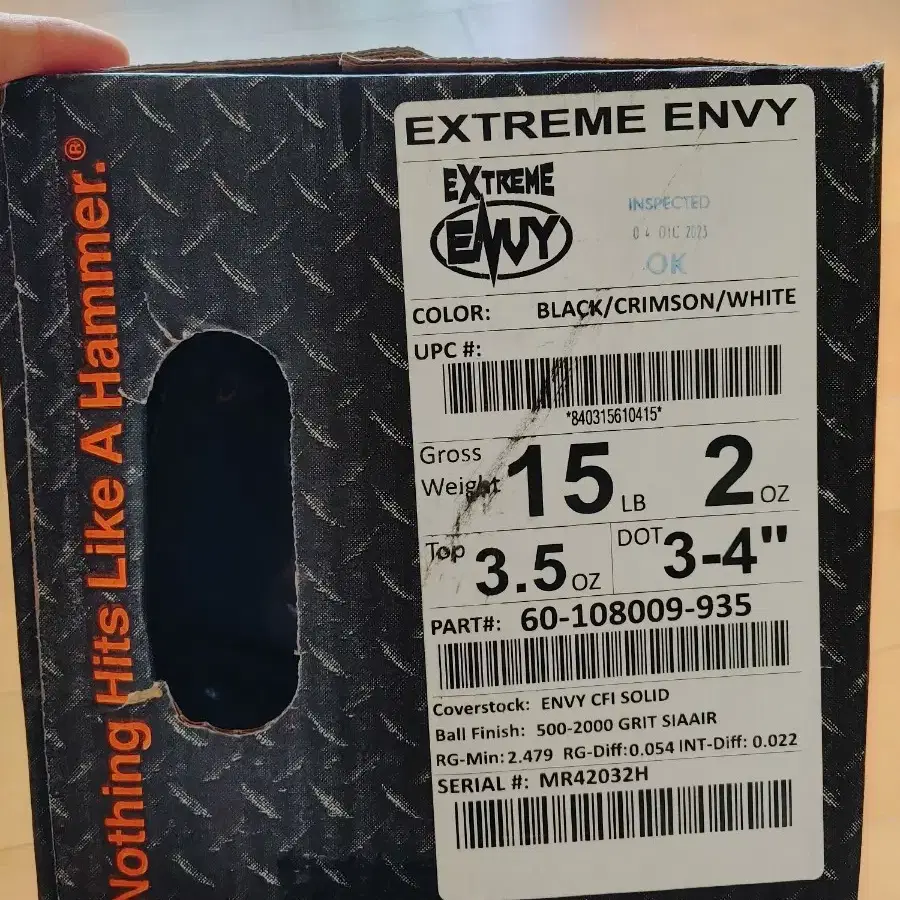 Nothing Hits Like A Hammer.®
EXTREME ENVY
EXTREME
ENVY
INSPECTED
04 DIC 2023
OK
COLOR: BLACK/CRIMSON/WHITE
UPC #:
*840315610415*
Gross
Weight 15 LB 2 OZ
Top 3.5 OZ DOT 3-4"
PART#: 60-108009-935
Coverstock: ENVY CFI SOLID
Ball Finish: 500-2000 GRIT SIAAIR
RG-Min: 2.479 RG-Diff:0.054 INT-Diff: 0.022
SERIAL #: MR42032H